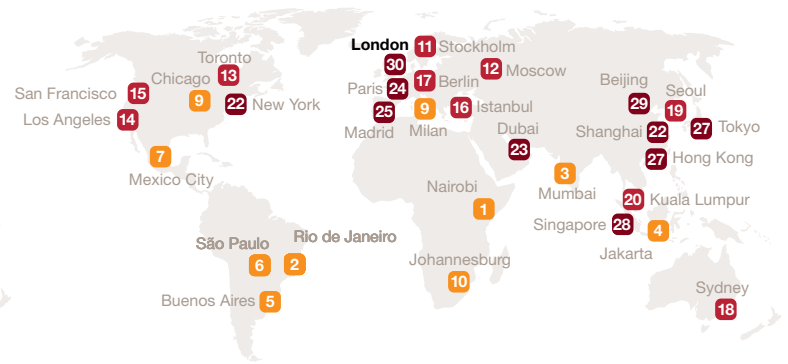 London
30
11
Stockholm
Toronto
13
Chicago
9
12
Moscow
17
Berlin
Paris
24
San Francisco
15
22
New York
Los Angeles
14
25
Madrid
9
Milan
16
Istanbul
Beijing
29
Seoul
19
Shanghai
22
27
Tokyo
27
Hong Kong
Dubai
23
7
Mexico City
3
Mumbai
Nairobi
1
20
Kuala Lumpur
Singapore
28
4
Jakarta
São Paulo
6
Rio de Janeiro
2
Johannesburg
10
Buenos Aires
5
Sydney
18